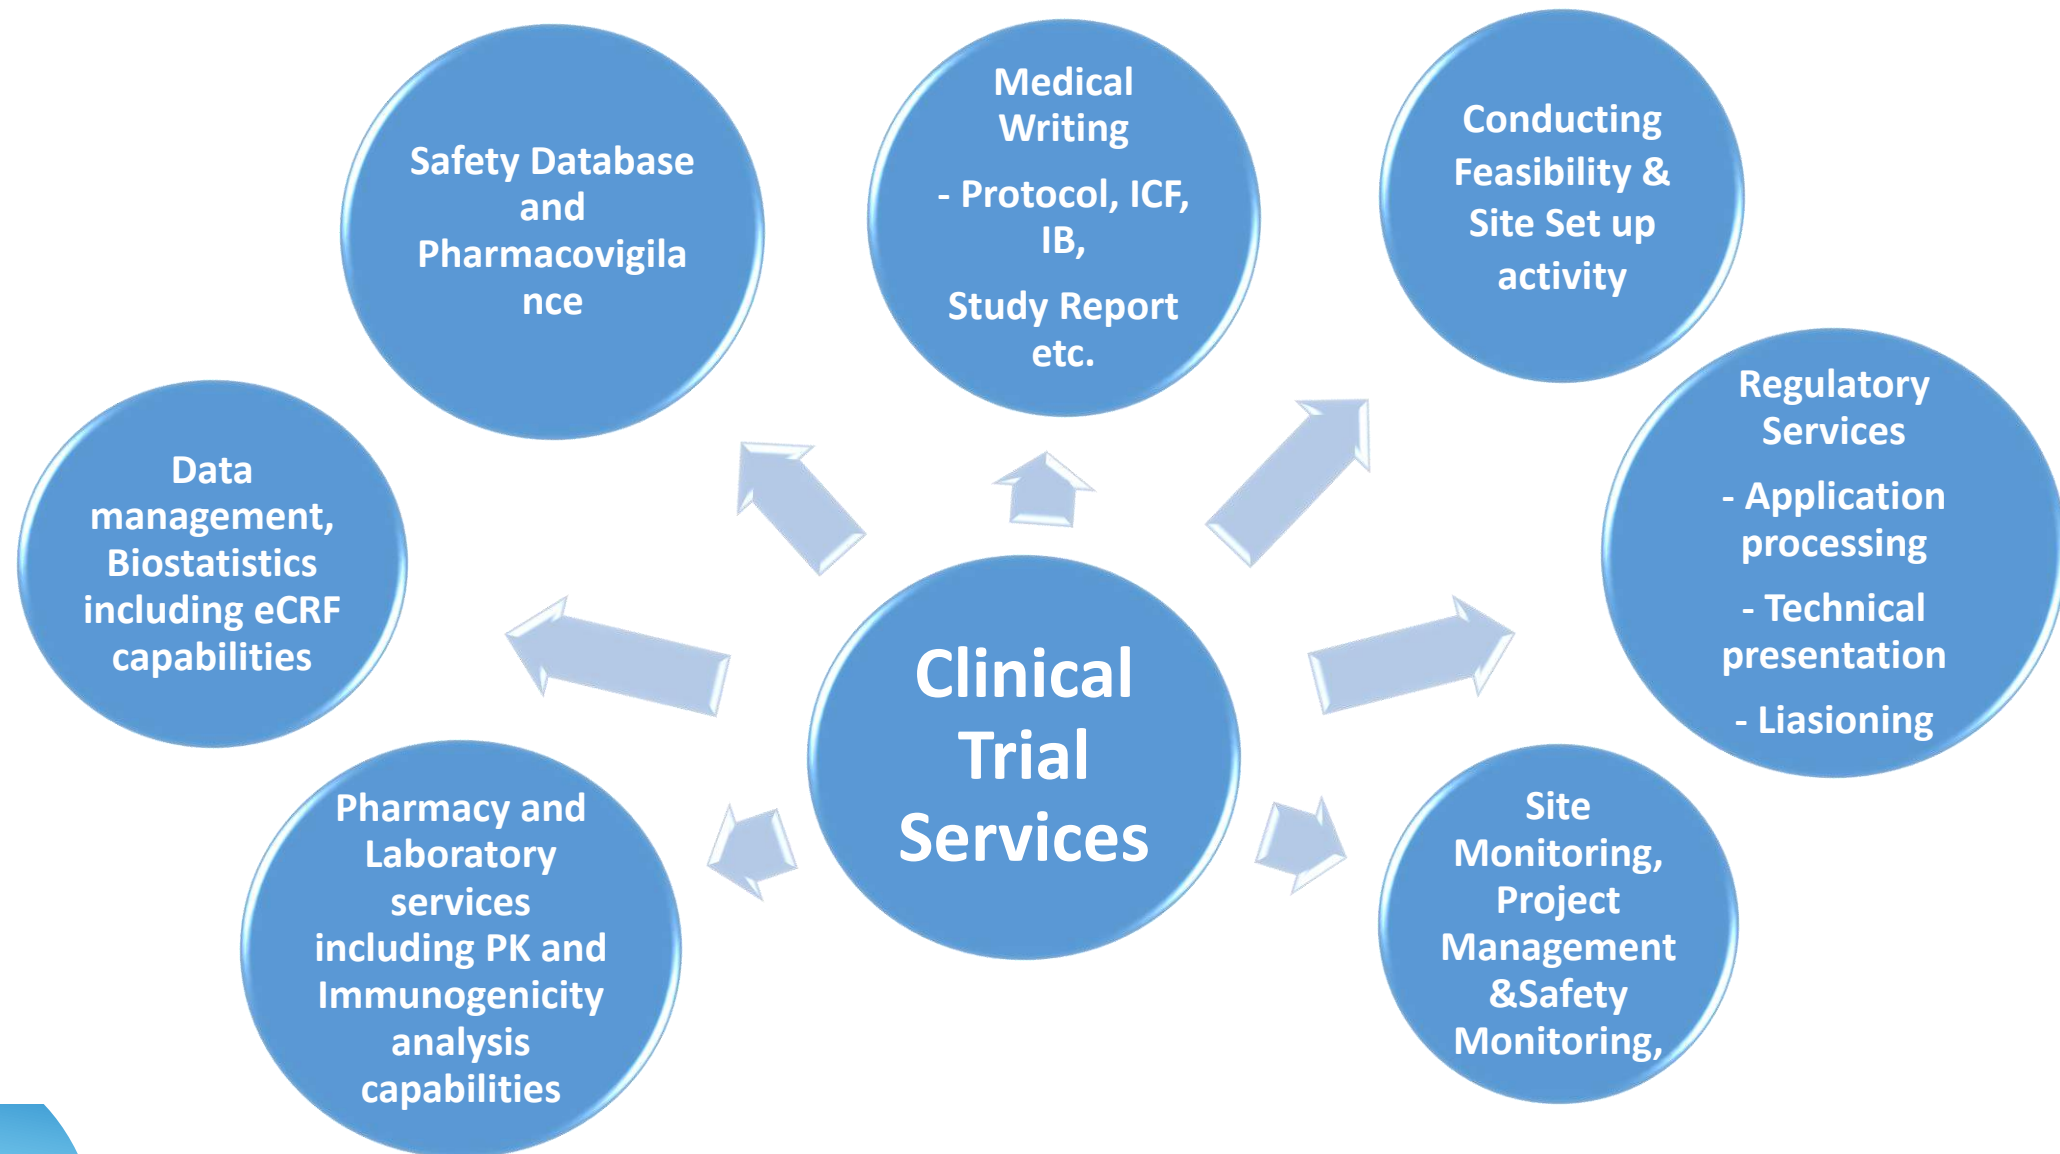 Medical
Writing
- Protocol, ICF,
IB,
Study Report
etc.
Conducting
Feasibility &
Site Set up
activity
Regulatory
Services
- Application
processing
- Technical
presentation
- Liasioning
Site
Monitoring,
Project
Management
&Safety
Monitoring,
Pharmacy and
Laboratory
services
including PK and
Immunogenicity
analysis
capabilities
Data
management,
Biostatistics
including eCRF
capabilities
Safety Database
and
Pharmacovigila
nce
Clinical
Trial
Services